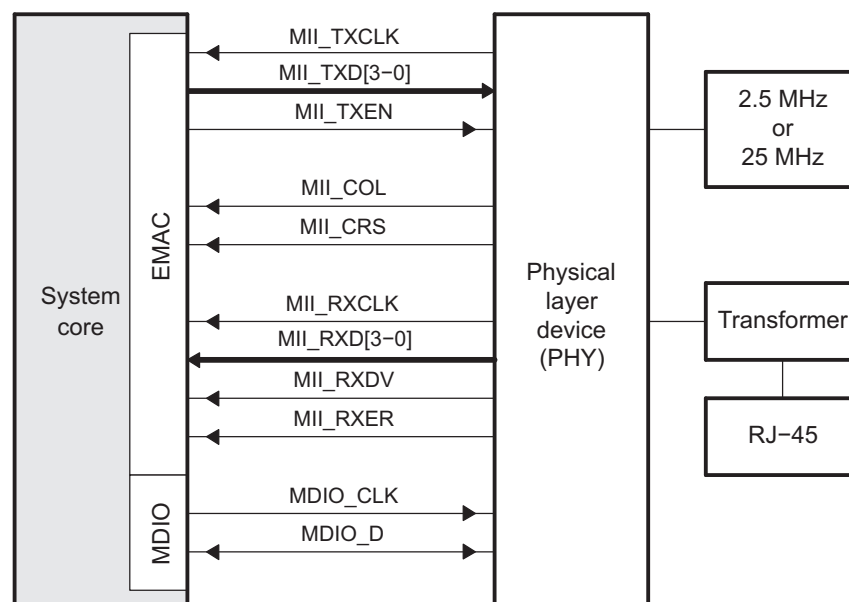 System
core
EMAC
MDIO
MII_TXCLK
MII_TXD[3−0]
MII_TXEN
MII_COL
MII_CRS
MII_RXCLK
MII_RXD[3−0]
MII_RXDV
MII_RXER
MDIO_CLK
MDIO_D
Physical
layer
device
(PHY)
2.5 MHz
or
25 MHz
Transformer
RJ−45